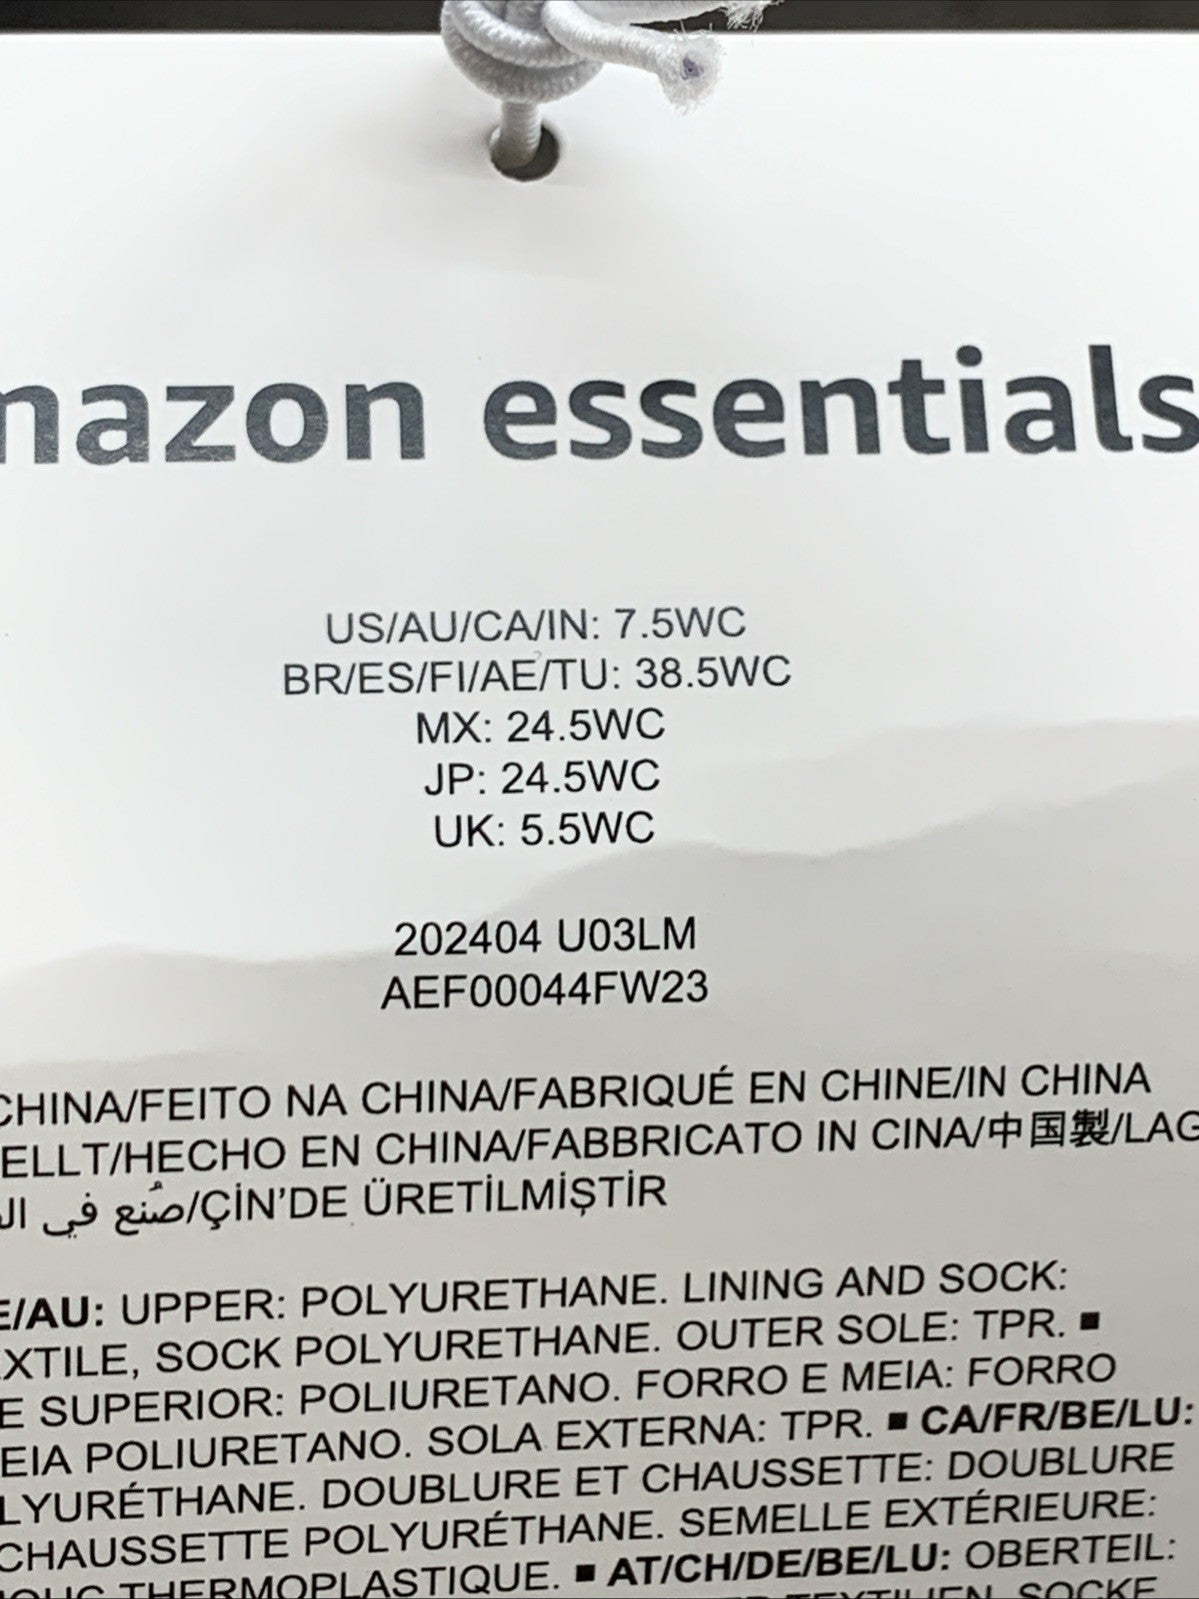 mazon essentials
US/AU/CA/IN: 7.5WC
BR/ES/FI/AE/TU: 38.5WC
MX: 24.5WC
JP: 24.5WC
UK: 5.5WC
202404 U03LM
AEF00044FW23
CHINA/FEITO NA CHINA/FABRIQUÉ EN CHINE/IN CHINA
ELLT/HECHO EN CHINA/FABBRICATO IN CINA/中国製/LAG
صُنع في ال/ÇİN'DE ÜRETİLMİŞTİR
E/AU: UPPER: POLYURETHANE. LINING AND SOCK:
XTILE, SOCK POLYURETHANE. OUTER SOLE: TPR. ■
E SUPERIOR: POLIURETANO. FORRO E MEIA: FORRO
EIA POLIURETANO. SOLA EXTERNA: TPR. ■ CA/FR/BE/LU:
LYURÉTHANE. DOUBLURE ET CHAUSSETTE: DOUBLURE
CHAUSSETTE POLYURÉTHANE. SEMELLE EXTÉRIEURE:
THERMOPLASTIQUE. ■ AT/CH/DE/BE/LU: OBERTEIL:
TEXTILIEN, SOCKE